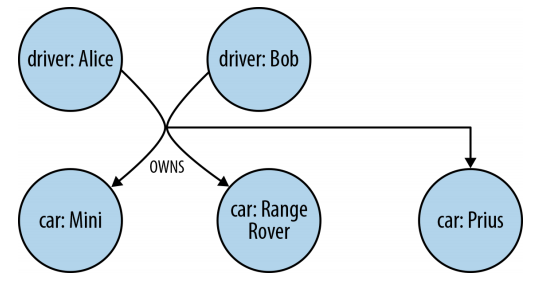 driver: Alice
driver: Bob
OWNS
car: Mini
car: Range
Rover
car: Prius